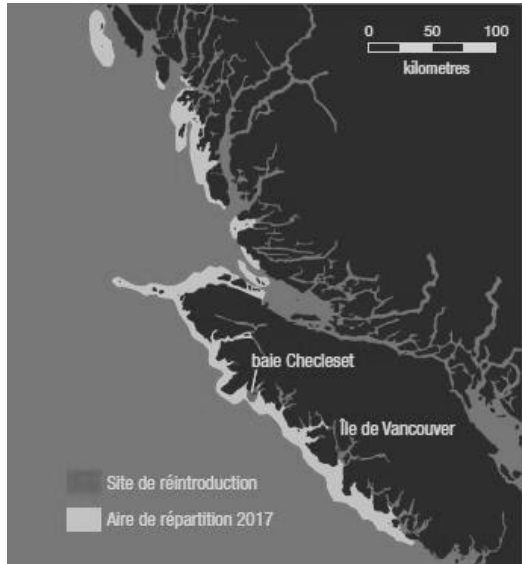 0 50 100
kilometres
baie Checleset
Île de Vancouver
Site de réintroduction
Aire de répartition 2017